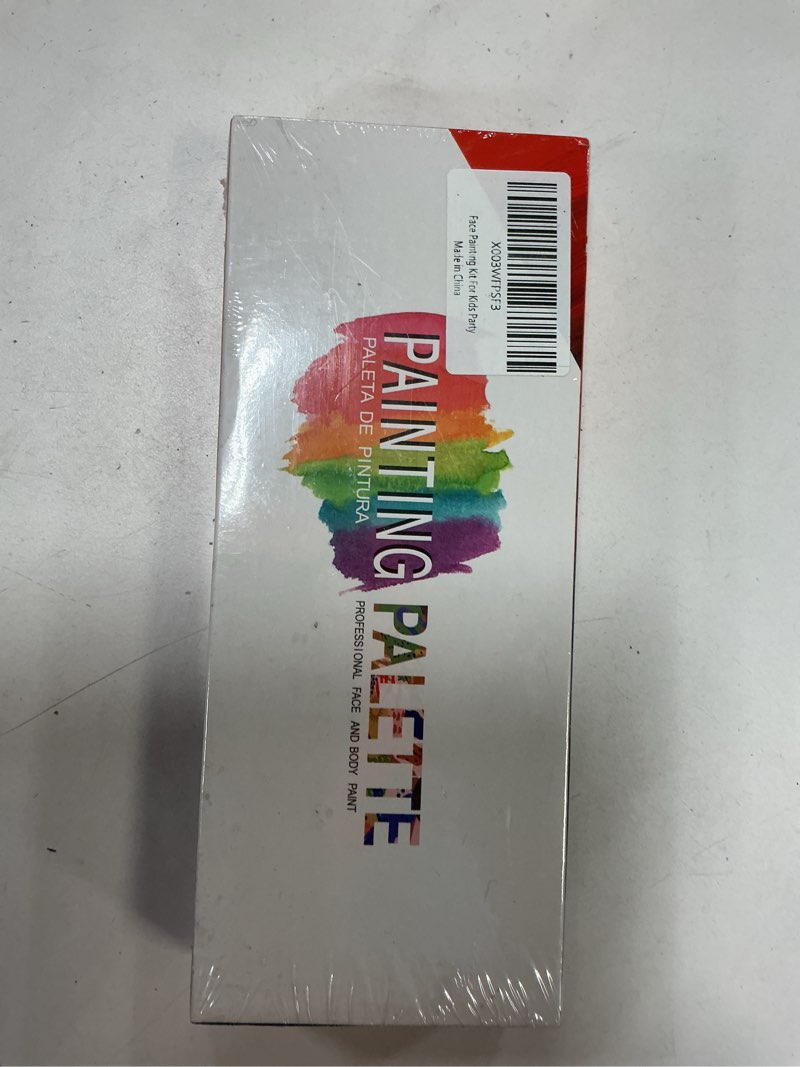 X003WFPSF3
Face Painting Kit For Kids Party
Made in China
PAINTING PALETTE
PALETA DE PINTURA
PROFESSIONAL FACE AND BODY PAINT